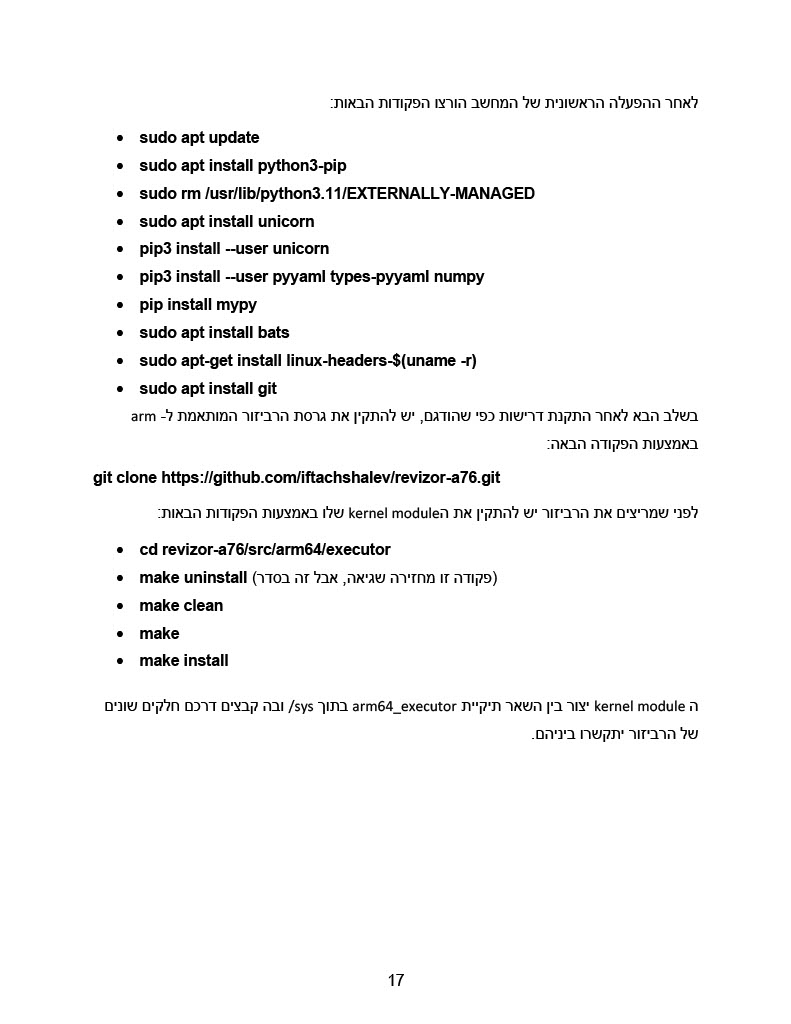 לאחר ההפעלה הראשונית של המחשב הורצו הפקודות הבאות:
• sudo apt update
• sudo apt install python3-pip
• sudo rm /usr/lib/python3.11/EXTERNALLY-MANAGED
• sudo apt install unicorn
• pip3 install --user unicorn
• pip3 install --user pyyaml types-pyyaml numpy
• pip install mypy
• sudo apt install bats
• sudo apt-get install linux-headers-$(uname -r)
• sudo apt install git
בשלב הבא לאחר התקנת דרישות כפי שהודגם, יש להתקין את גרסת הרביזור המותאמת ל- arm
באמצעות הפקודה הבאה:
git clone https://github.com/iftachshalev/revizor-a76.git
לפני שמריצים את הרביזור יש להתקין את הkernel module שלו באמצעות הפקודות הבאות:
• cd revizor-a76/src/arm64/executor
• make uninstall (פקודה זו מחזירה שגיאה, אבל זה בסדר)
• make clean
• make
• make install
ה kernel module יצור בין השאר תיקיית arm64_executor בתוך /sys ובה קבצים דרכם חלקים שונים
של הרביזור יתקשרו ביניהם.
17